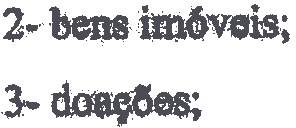 2- bens imóveis;
3- doações;